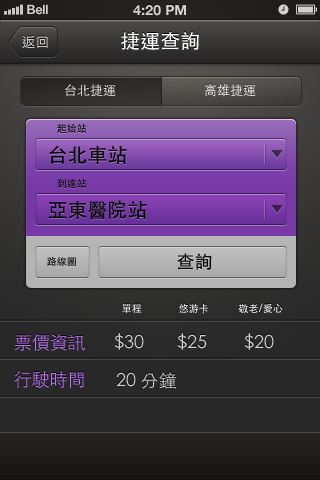 Bell 4:20 PM
返回 捷運查詢
台北捷運 高雄捷運
起始站
台北車站
到達站
亞東醫院站
路線圖 查詢
單程 悠游卡 敬老/愛心
票價資訊 $30 $25 $20
行駛時間 20 分鐘